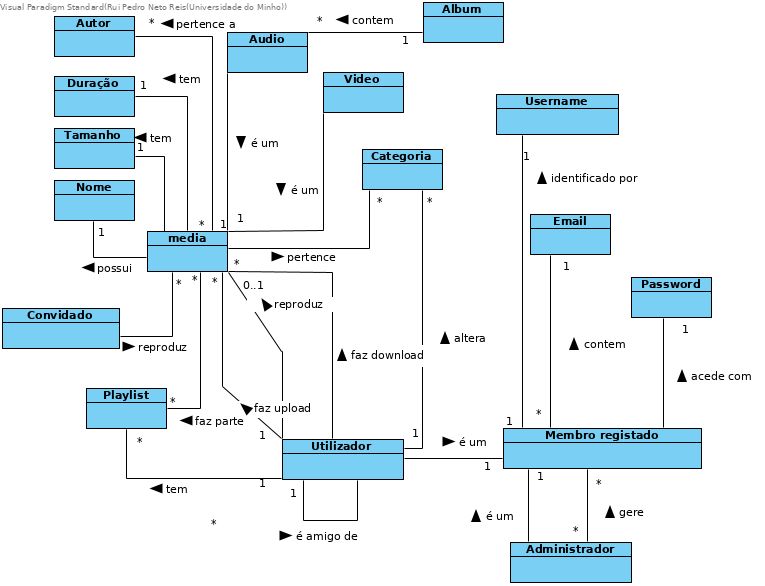 Visual Paradigm Standard(Rui Pedro Neto Reis(Universidade do Minho))
Autor
* pertence a
Audio
* contem
1
Album
Duração
1
tem
Video
Tamanho
1
tem
Username
1
identificado por
Nome
1
possui
é um
é um
Categoria
*
*
media
*
1
1
pertence
*
0..1
reproduz
Email
1
contem
*
Password
1
acede com
Convidado
reproduz
*
*
*
faz download
altera
Playlist
*
faz parte
*
faz upload
1
Utilizador
1
tem
1
1
é um
1
Membro registado
1
é amigo de
*
é um
1
gere
*
*
Administrador